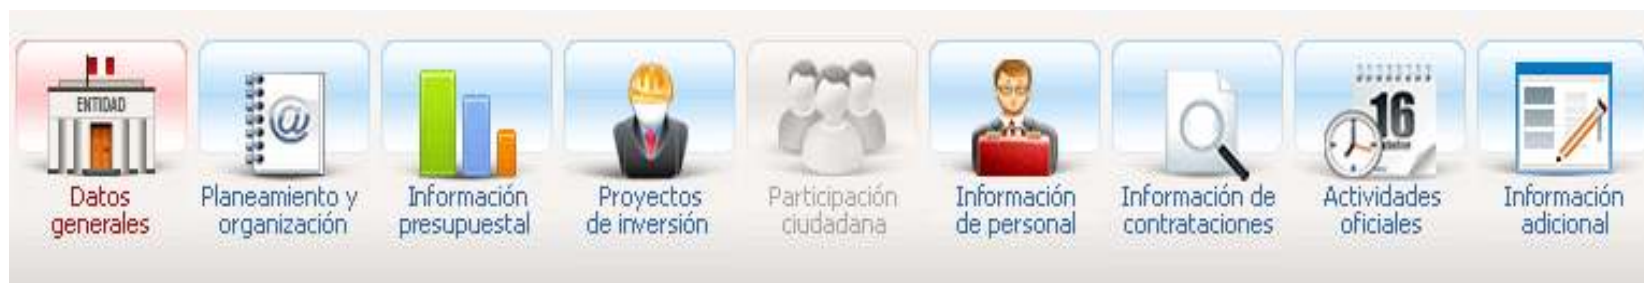 ENTIDAD
Datos
generales
Planeamiento y
organización
Información
presupuestal
Proyectos
de inversión
Participación
ciudadana
Información
de personal
Información de
contrataciones
16
Actividades
oficiales
Información
adicional